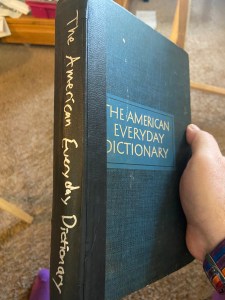 The American Everyday Dictionary
THE AMERICAN
EVERYDAY
DICTIONARY